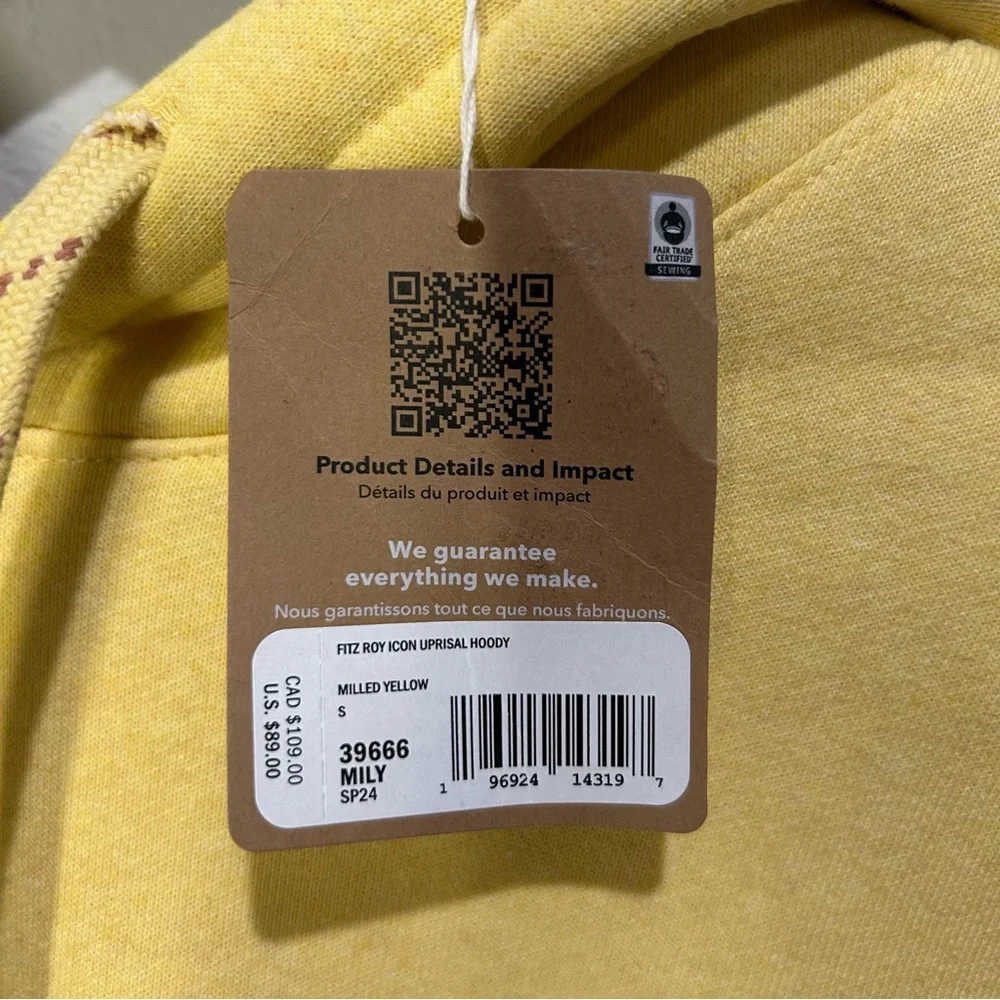 FAIR TRADE
CERTIFIED
SEWING
Product Details and Impact
Détails du produit et impact
We guarantee
everything we make.
Nous garantissons tout ce que nous fabriquons.
FITZ ROY ICON UPRISAL HOODY
MILLED YELLOW
S
39666
MILY
SP24
CAD $109.00
U.S. $89.00
1 96924 14319 7